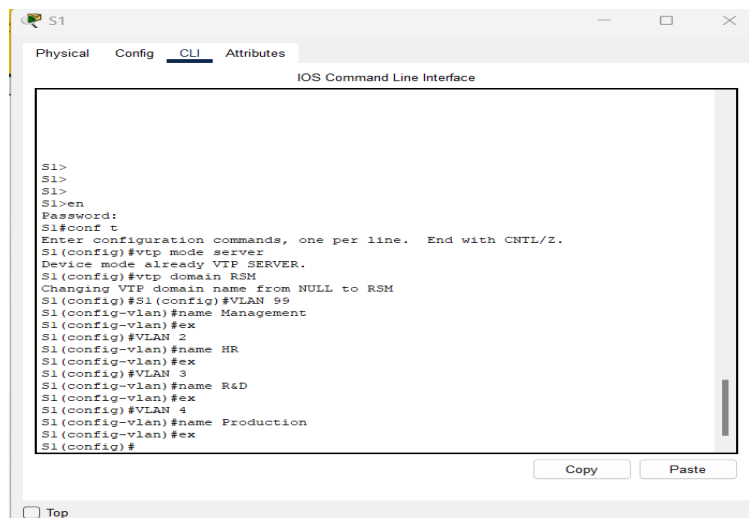 S1
Physical Config CLI Attributes
IOS Command Line Interface
S1>
S1>
S1>
S1>en
Password:
S1#conf t
Enter configuration commands, one per line. End with CNTL/Z.
S1(config)#vtp mode server
Device mode already VTP SERVER.
S1(config)#vtp domain RSM
Changing VTP domain name from NULL to RSM
S1(config)#S1(config)#VLAN 99
S1(config-vlan)#name Management
S1(config-vlan)#ex
S1(config)#VLAN 2
S1(config-vlan)#name HR
S1(config-vlan)#ex
S1(config)#VLAN 3
S1(config-vlan)#name R&D
S1(config-vlan)#ex
S1(config)#VLAN 4
S1(config-vlan)#name Production
S1(config-vlan)#ex
S1(config)#
Copy Paste
Top